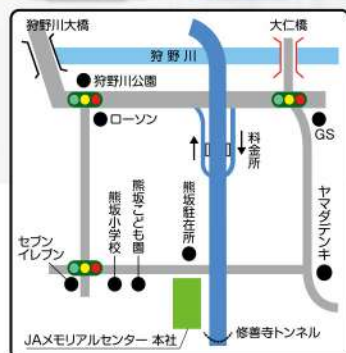 狩野川大橋
大仁橋
狩野川
狩野川公園
ローソン
GS
料金所
熊坂駐在所
熊坂こども園
熊坂小学校
ヤマダデンキ
セブン
イレブン
JAメモリアルセンター 本社
修善寺トンネル